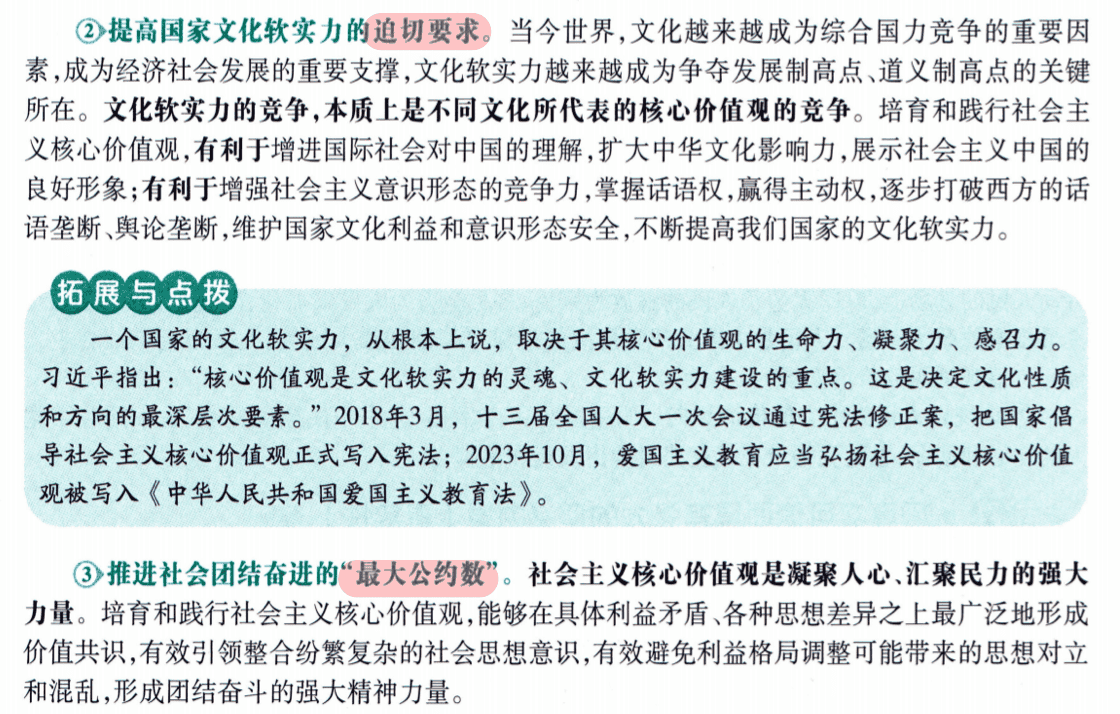 ②提高国家文化软实力的迫切要求。当今世界,文化越来越成为综合国力竞争的重要因
素,成为经济社会发展的重要支撑,文化软实力越来越成为争夺发展制高点、道义制高点的关键
所在。文化软实力的竞争,本质上是不同文化所代表的核心价值观的竞争。培育和践行社会主
义核心价值观,有利于增进国际社会对中国的理解,扩大中华文化影响力,展示社会主义中国的
良好形象;有利于增强社会主义意识形态的竞争力,掌握话语权,赢得主动权,逐步打破西方的话
语垄断、舆论垄断,维护国家文化利益和意识形态安全,不断提高我们国家的文化软实力。
拓展与点拨
一个国家的文化软实力，从根本上说，取决于其核心价值观的生命力、凝聚力、感召力。
习近平指出：“核心价值观是文化软实力的灵魂、文化软实力建设的重点。这是决定文化性质
和方向的最深层次要素。”2018年3月，十三届全国人大一次会议通过宪法修正案，把国家倡
导社会主义核心价值观正式写入宪法；2023年10月，爱国主义教育应当弘扬社会主义核心价值
观被写入《中华人民共和国爱国主义教育法》。
③推进社会团结奋进的“最大公约数”。社会主义核心价值观是凝聚人心、汇聚民力的强大
力量。培育和践行社会主义核心价值观,能够在具体利益矛盾、各种思想差异之上最广泛地形成
价值共识,有效引领整合纷繁复杂的社会思想意识,有效避免利益格局调整可能带来的思想对立
和混乱,形成团结奋斗的强大精神力量。